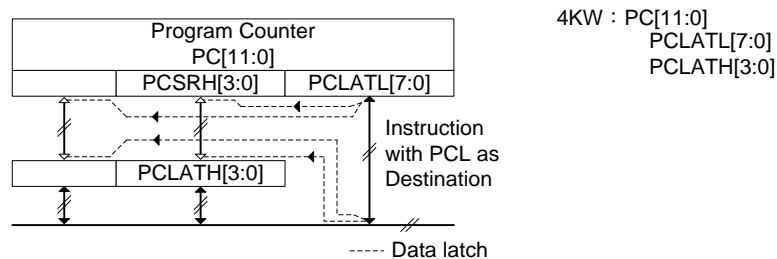 Program Counter
PC[11:0]
PCSRH[3:0]
PCLATL[7:0]
Instruction
with PCL as
Destination
PCLATH[3:0]
Data latch
4KW：PC[11:0]
PCLATL[7:0]
PCLATH[3:0]